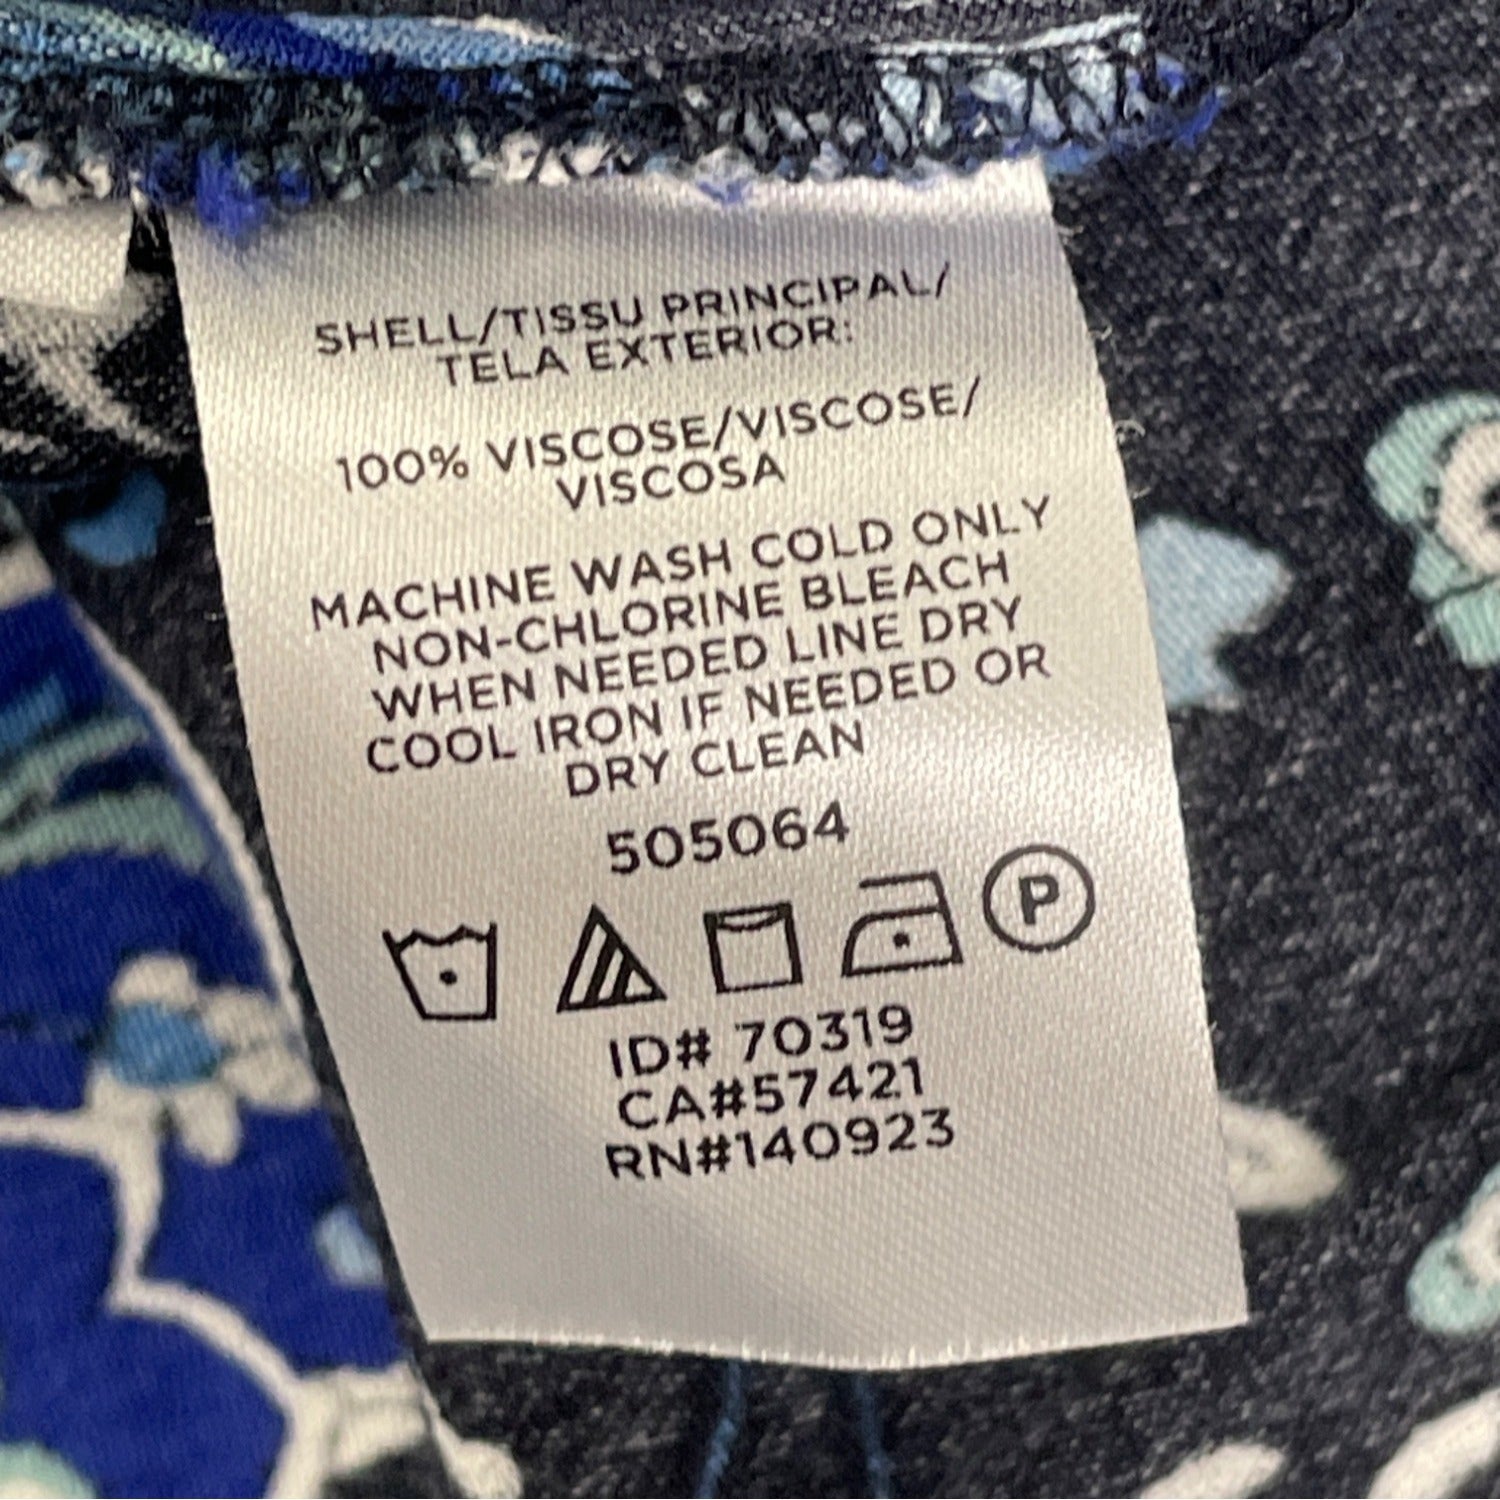 SHELL/TISSU PRINCIPAL/
TELA EXTERIOR:
100% VISCOSE/VISCOSE/
VISCOSA
MACHINE WASH COLD ONLY
NON-CHLORINE BLEACH
WHEN NEEDED LINE DRY
COOL IRON IF NEEDED OR
DRY CLEAN
505064
P
ID# 70319
CA#57421
RN#140923